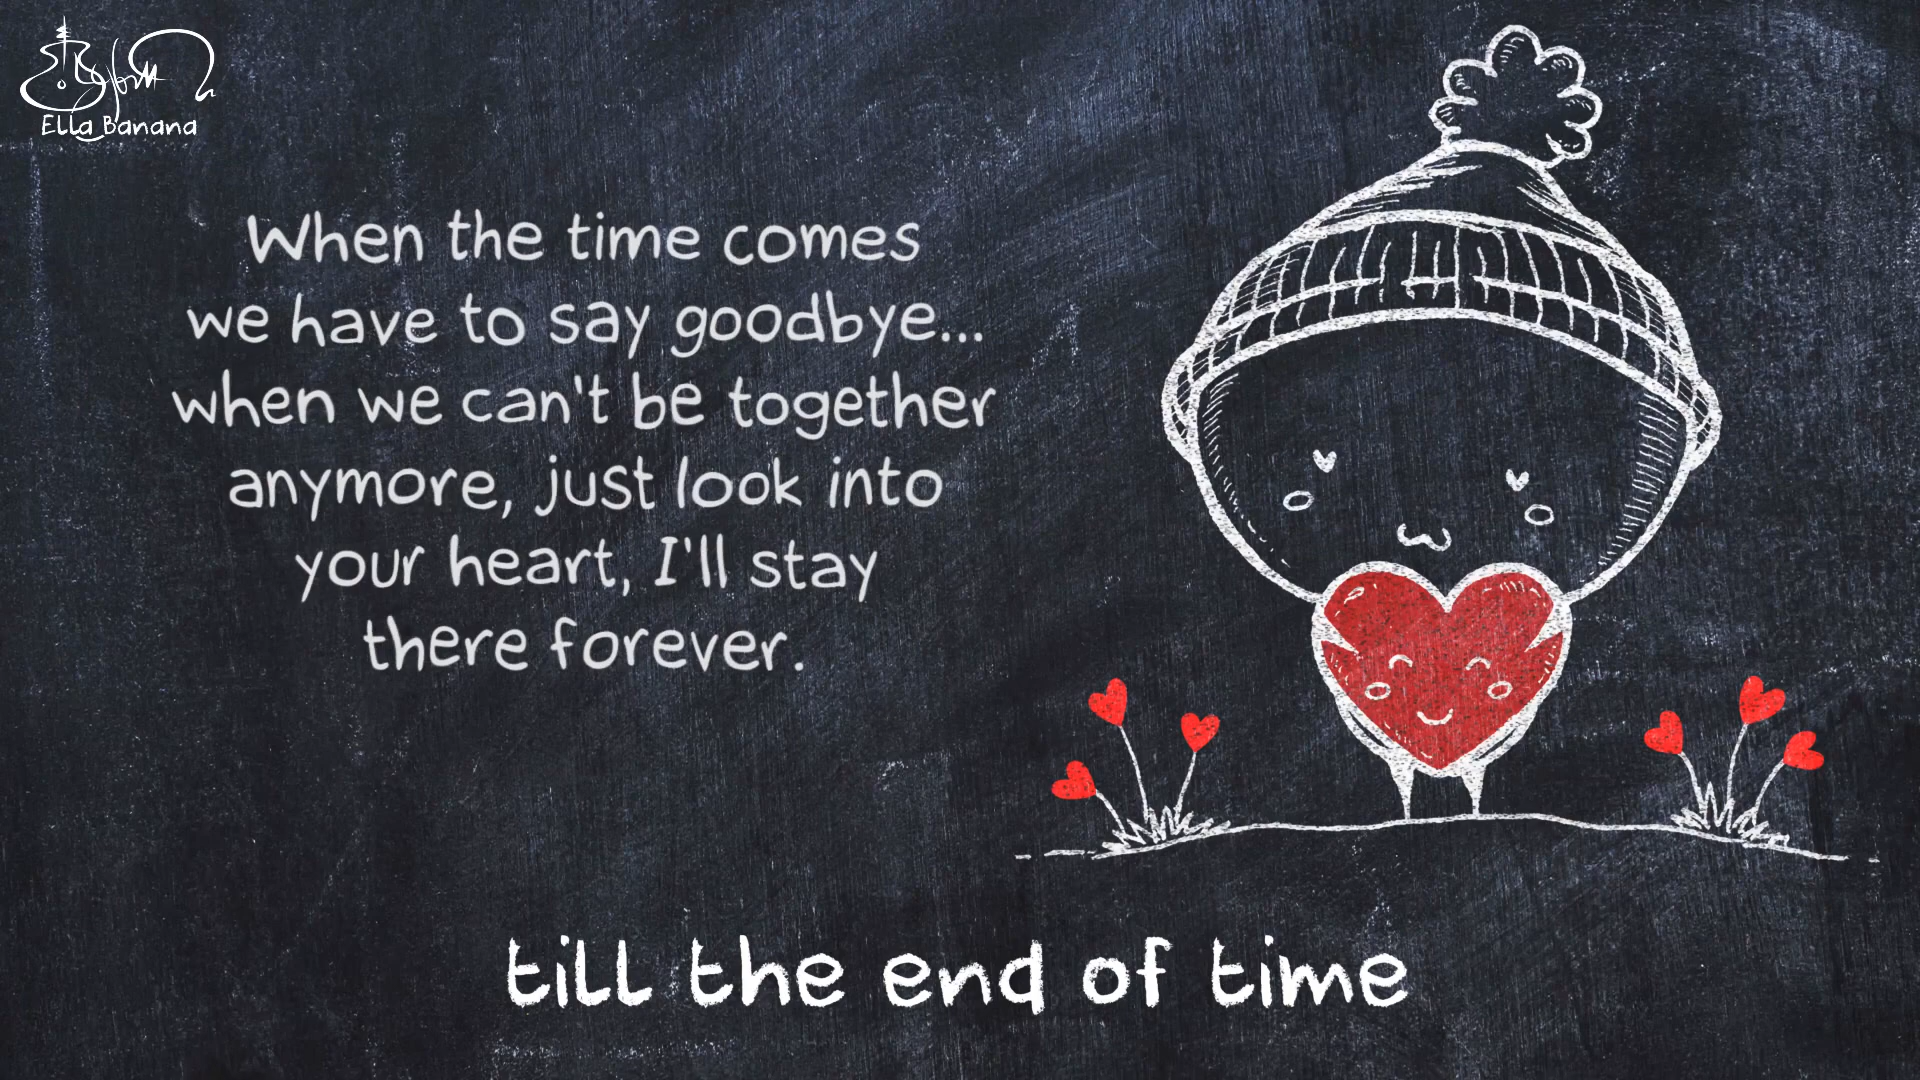 Ella Banana
When the time comes
we have to say goodbye...
when we can't be together
anymore, just look into
your heart, I'll stay
there forever.
till the end of time